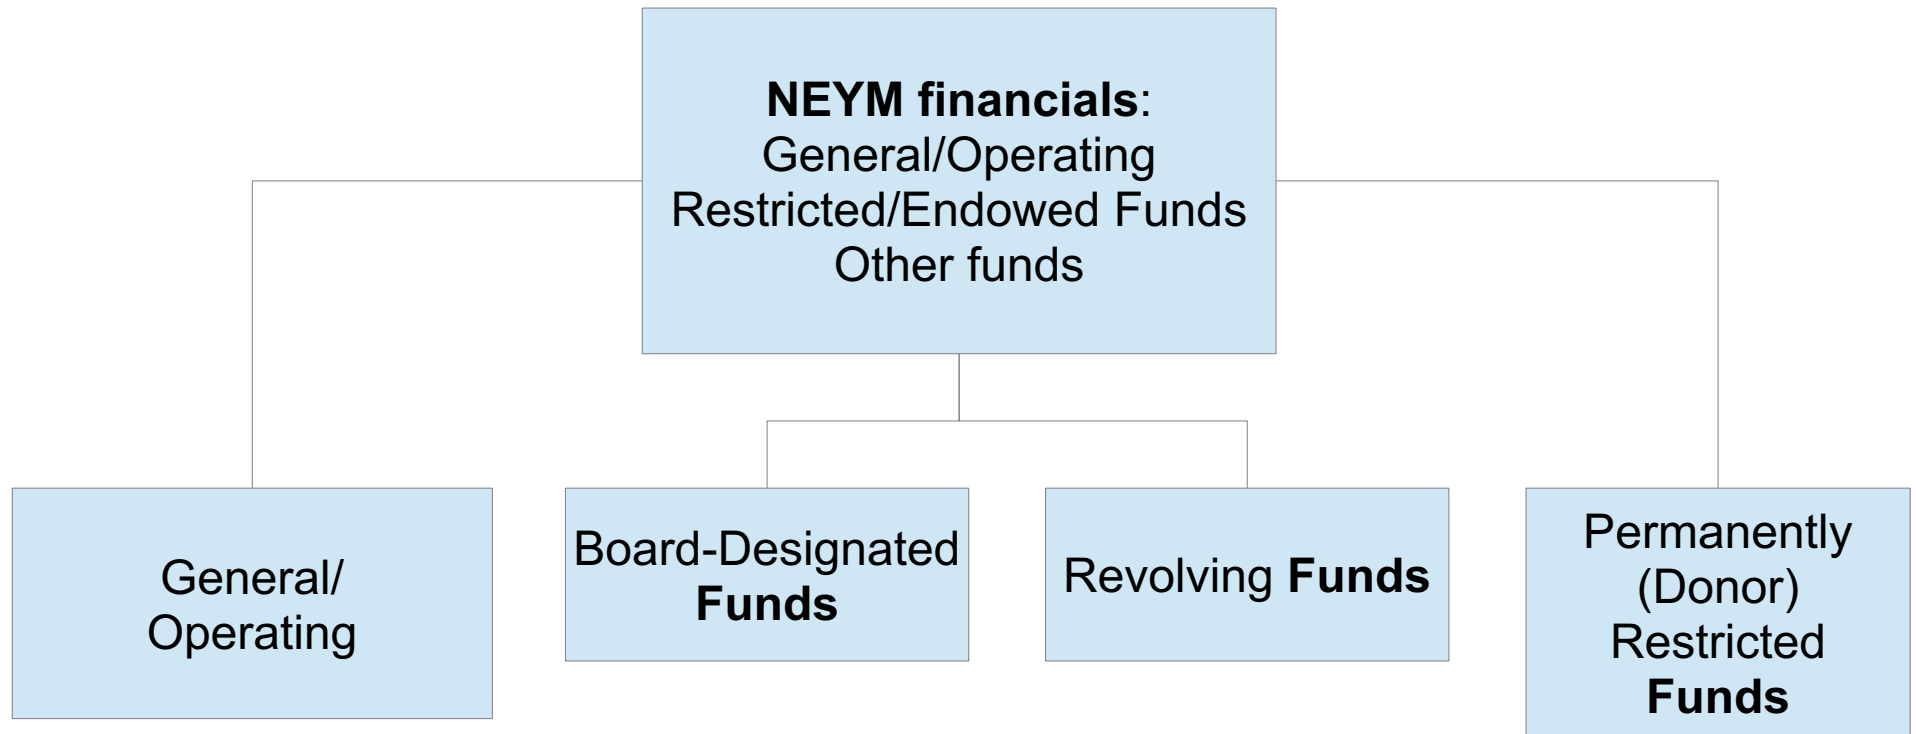 NEYM financials:
General/Operating
Restricted/Endowed Funds
Other funds
General/
Operating
Board-Designated
Funds
Revolving Funds
Permanently
(Donor)
Restricted
Funds